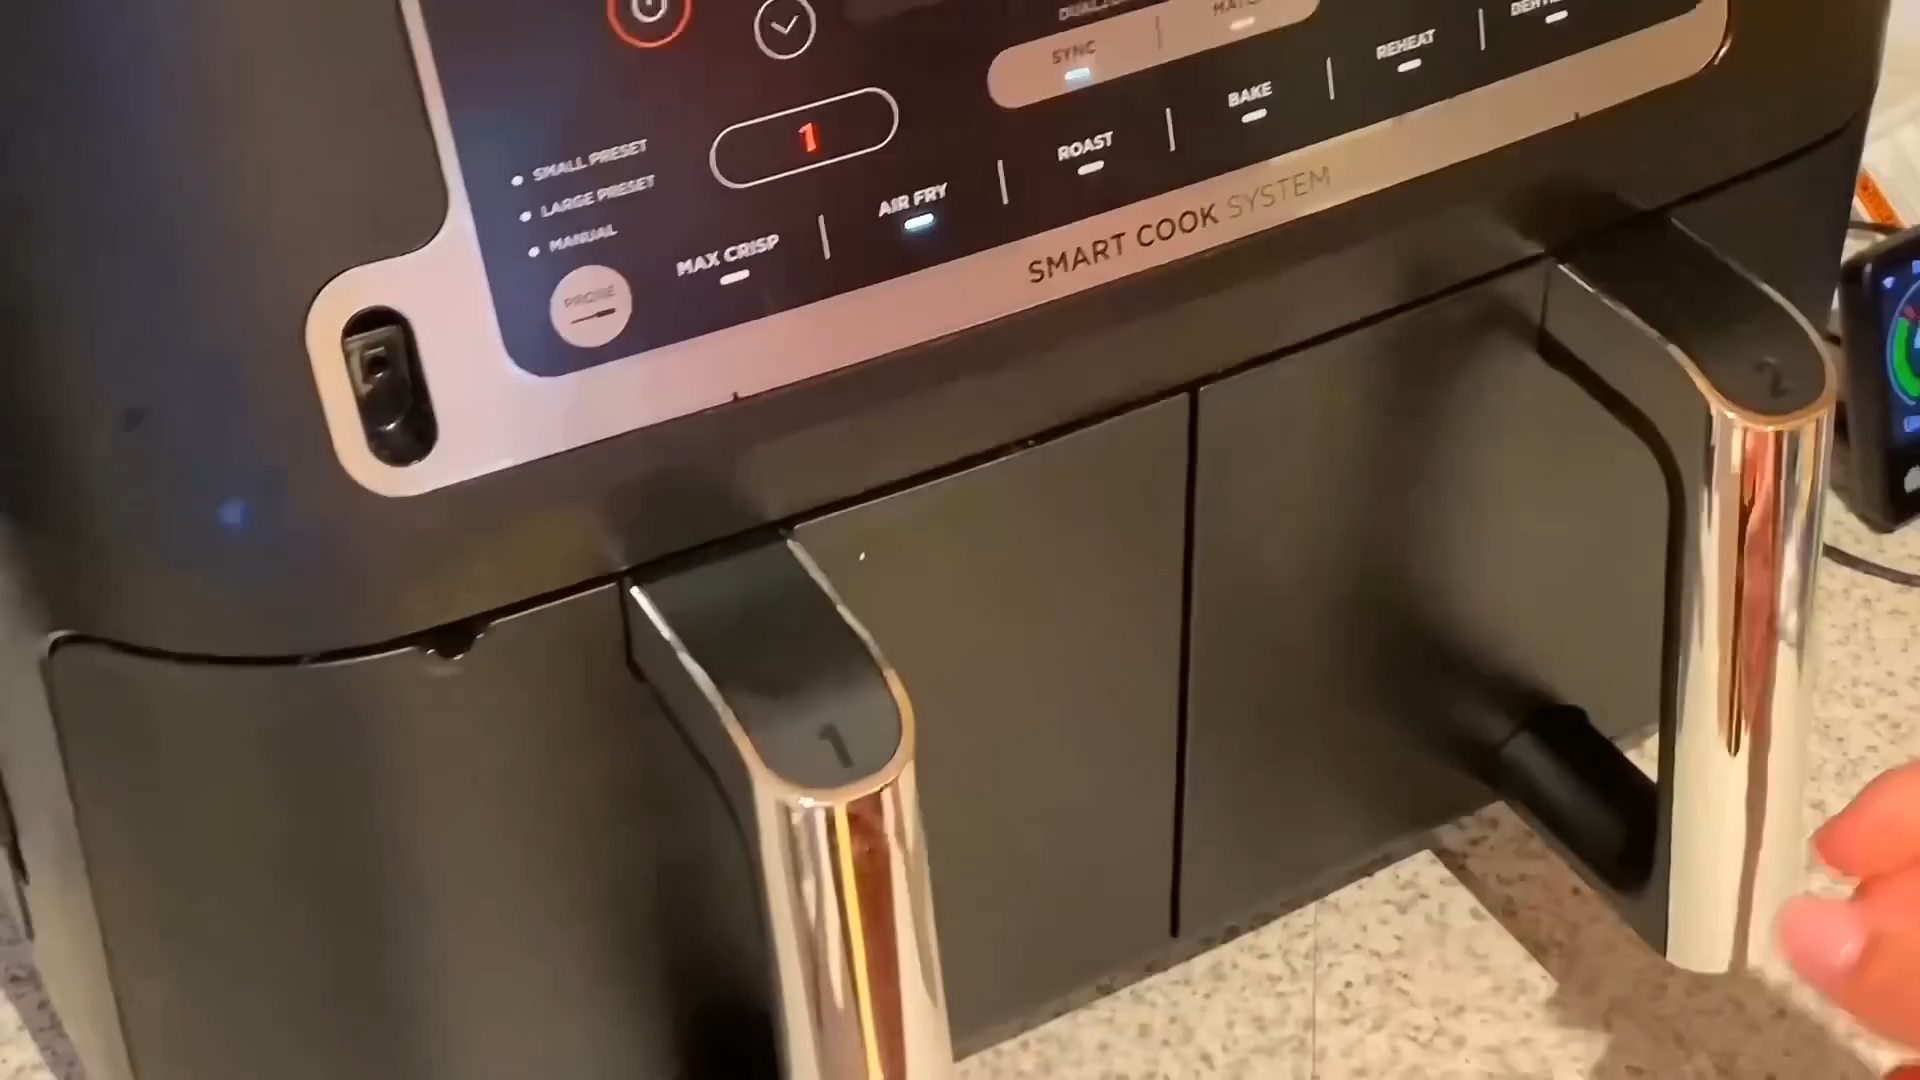 SYNC
REHEAT
BAKE
SMALL PRESET
1
LARGE PRESET
ROAST
MANUAL
AIR FRY
MAX CRISP
PROBE
SMART COOK SYSTEM
2
1